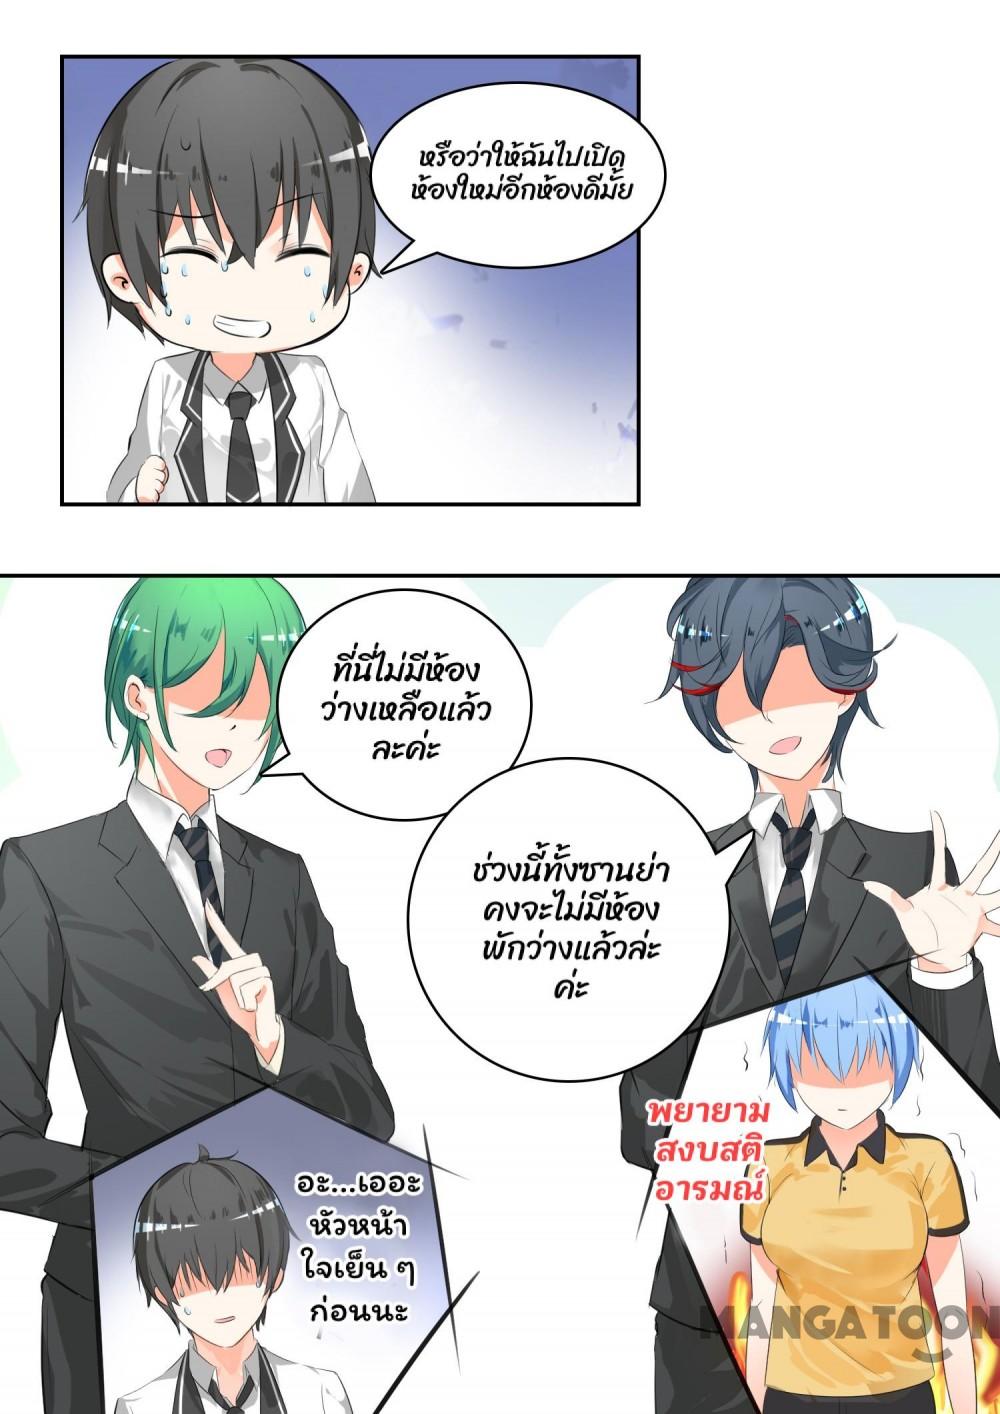 หรือว่าให้ฉันไปเปิด
ห้องใหม่อีกห้องดีมั้ย
ที่นี่ไม่มีห้อง
ว่างเหลือแล้ว
ละค่ะ
ช่วงนี้ทั้งซานย่า
คงจะไม่มีห้อง
พักว่างแล้วล่ะ
ค่ะ
พยายาม
สงบสติ
อารมณ์
อะ...เออะ
หัวหน้า
ใจเย็น ๆ
ก่อนนะ
MANGATOON